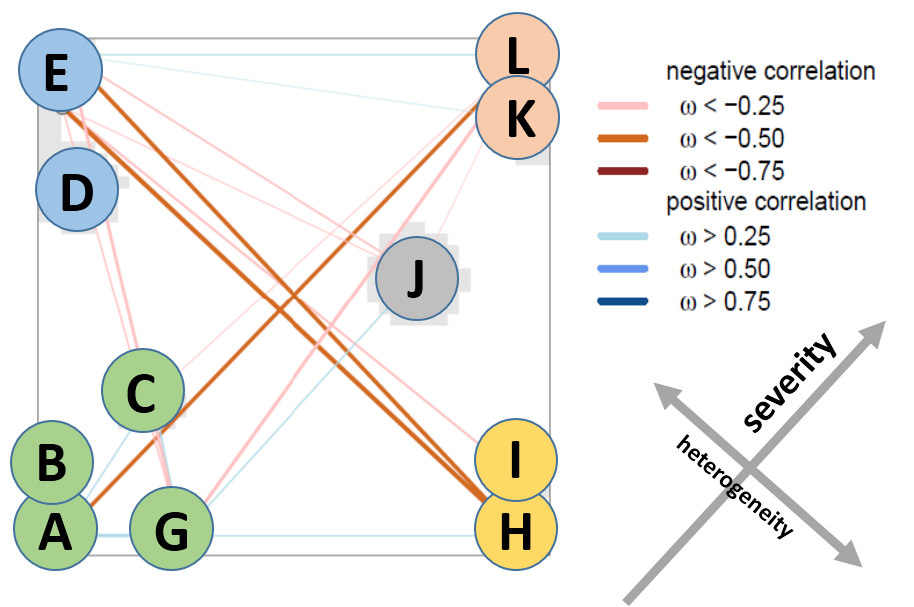 E
L
K
D
J
C
B
I
A
G
H
negative correlation
ω < −0.25
ω < −0.50
ω < −0.75
positive correlation
ω > 0.25
ω > 0.50
ω > 0.75
severity
heterogeneity